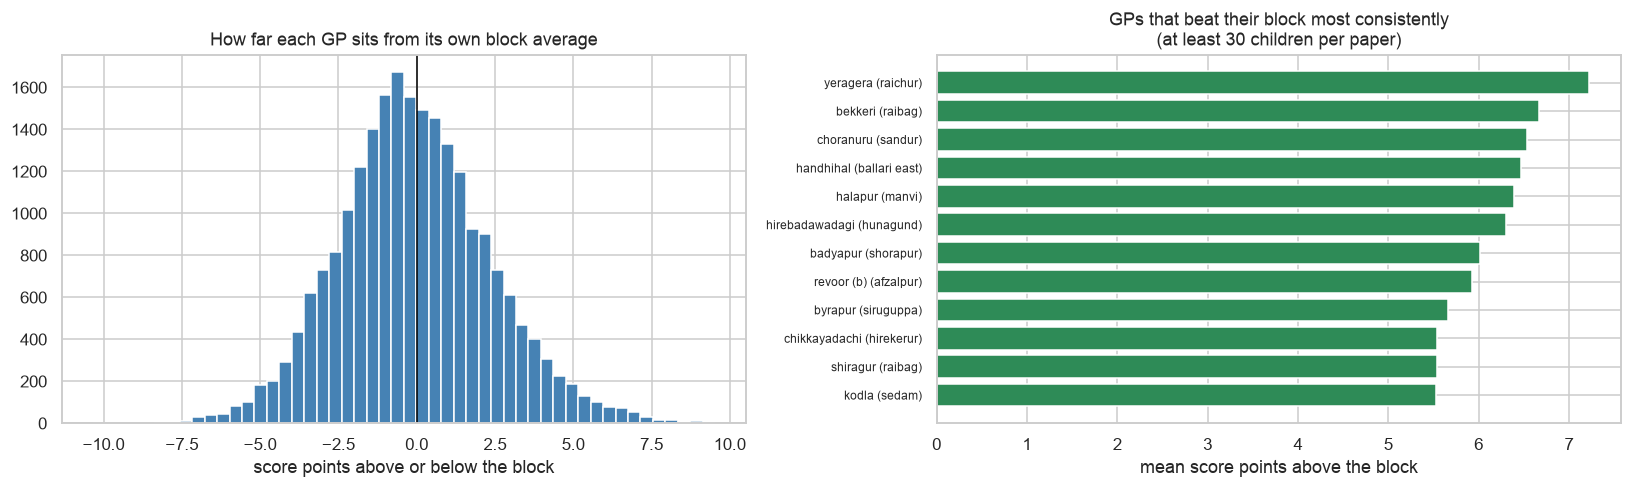 How far each GP sits from its own block average
1600
1400
1200
1000
800
600
400
200
0
−10.0 −7.5 −5.0 −2.5 0.0 2.5 5.0 7.5 10.0
score points above or below the block
GPs that beat their block most consistently
(at least 30 children per paper)
yeragera (raichur)
bekkeri (raibag)
choranuru (sandur)
handhihal (ballari east)
halapur (manvi)
hirebadawadagi (hunagund)
badyapur (shorapur)
revoor (b) (afzalpur)
byrapur (siruguppa)
chikkayadachi (hirekerur)
shiragur (raibag)
kodla (sedam)
0 1 2 3 4 5 6 7
mean score points above the block